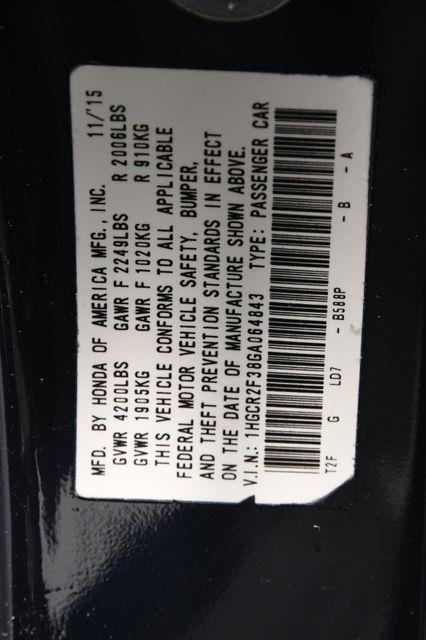 MFD. BY HONDA OF AMERICA MFG., INC. 11/'15
GVWR 4200LBS GAWR F 2249LBS R 2006LBS
GVWR 1905KG GAWR F 1020KG R 910KG
THIS VEHICLE CONFORMS TO ALL APPLICABLE
FEDERAL MOTOR VEHICLE SAFETY, BUMPER,
AND THEFT PREVENTION STANDARDS IN EFFECT
ON THE DATE OF MANUFACTURE SHOWN ABOVE.
V.I.N.: 1HGCR2F38GA064843 TYPE: PASSENGER CAR
T2F G LD7 - B588P - B - A